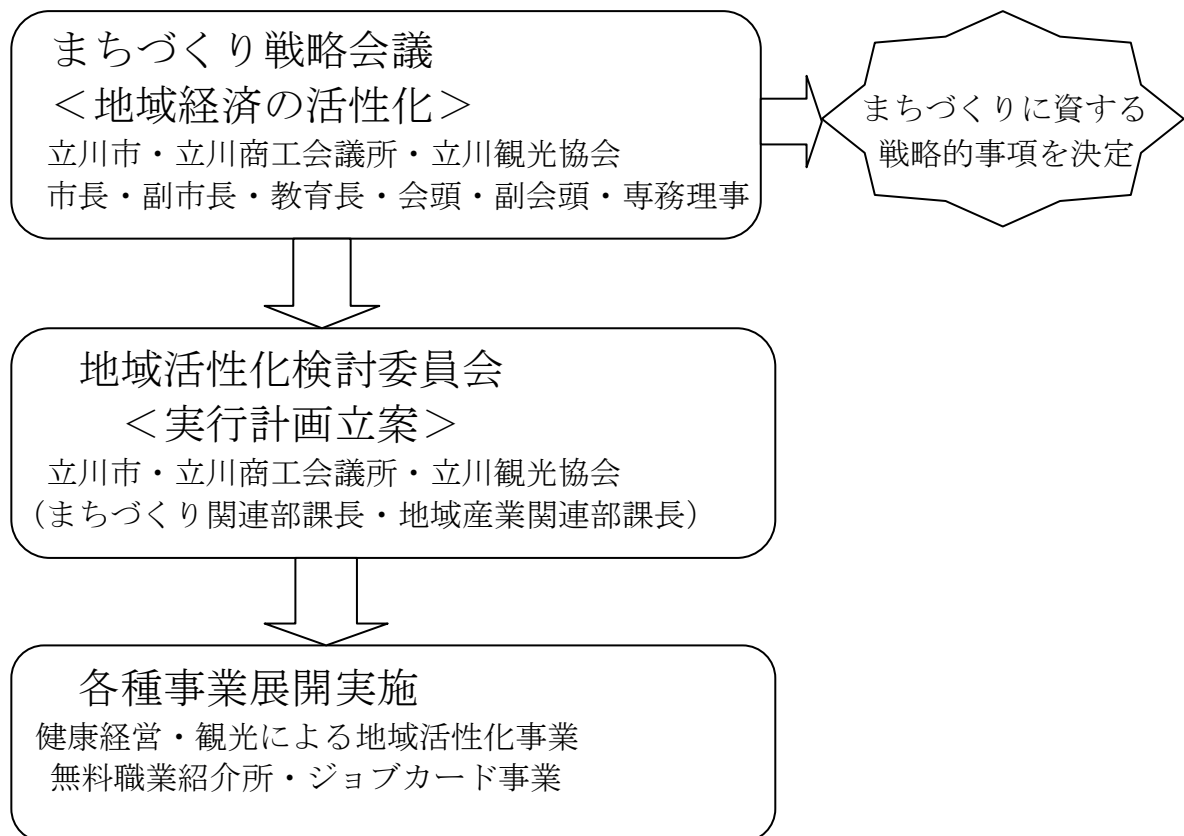 まちづくり戦略会議
＜地域経済の活性化＞
立川市・立川商工会議所・立川観光協会
市長・副市長・教育長・会頭・副会頭・専務理事
まちづくりに資する
戦略的事項を決定
地域活性化検討委員会
＜実行計画立案＞
立川市・立川商工会議所・立川観光協会
（まちづくり関連部課長・地域産業関連部課長）
各種事業展開実施
健康経営・観光による地域活性化事業
無料職業紹介所・ジョブカード事業